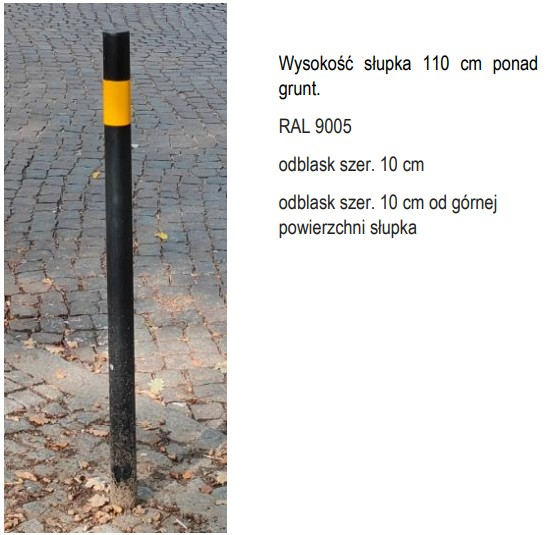 Wysokość słupka 110 cm ponad
grunt.
RAL 9005
odblask szer. 10 cm
odblask szer. 10 cm od górnej
powierzchni słupka